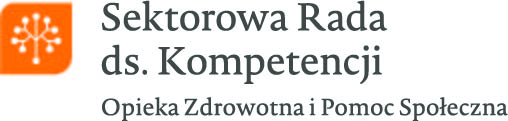 Sektorowa Rada
ds. Kompetencji
Opieka Zdrowotna i Pomoc Społeczna